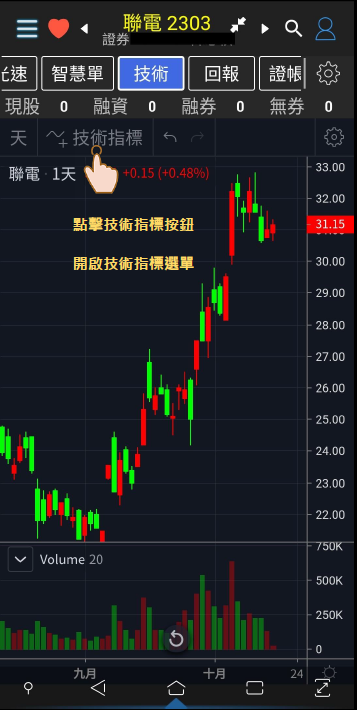 聯電 2303
證券
光速 智慧單 技術 回報 證帳
現股 0 融資 0 融券 0 無券 0
天 技術指標
聯電 · 1天 +0.15 (+0.48%)
33.00
32.00
點擊技術指標按鈕
31.15
開啟技術指標選單
30.00
29.00
28.00
27.00
26.00
25.00
24.00
23.00
22.00
750K
Volume 20
500K
250K
0
九月 十月 24